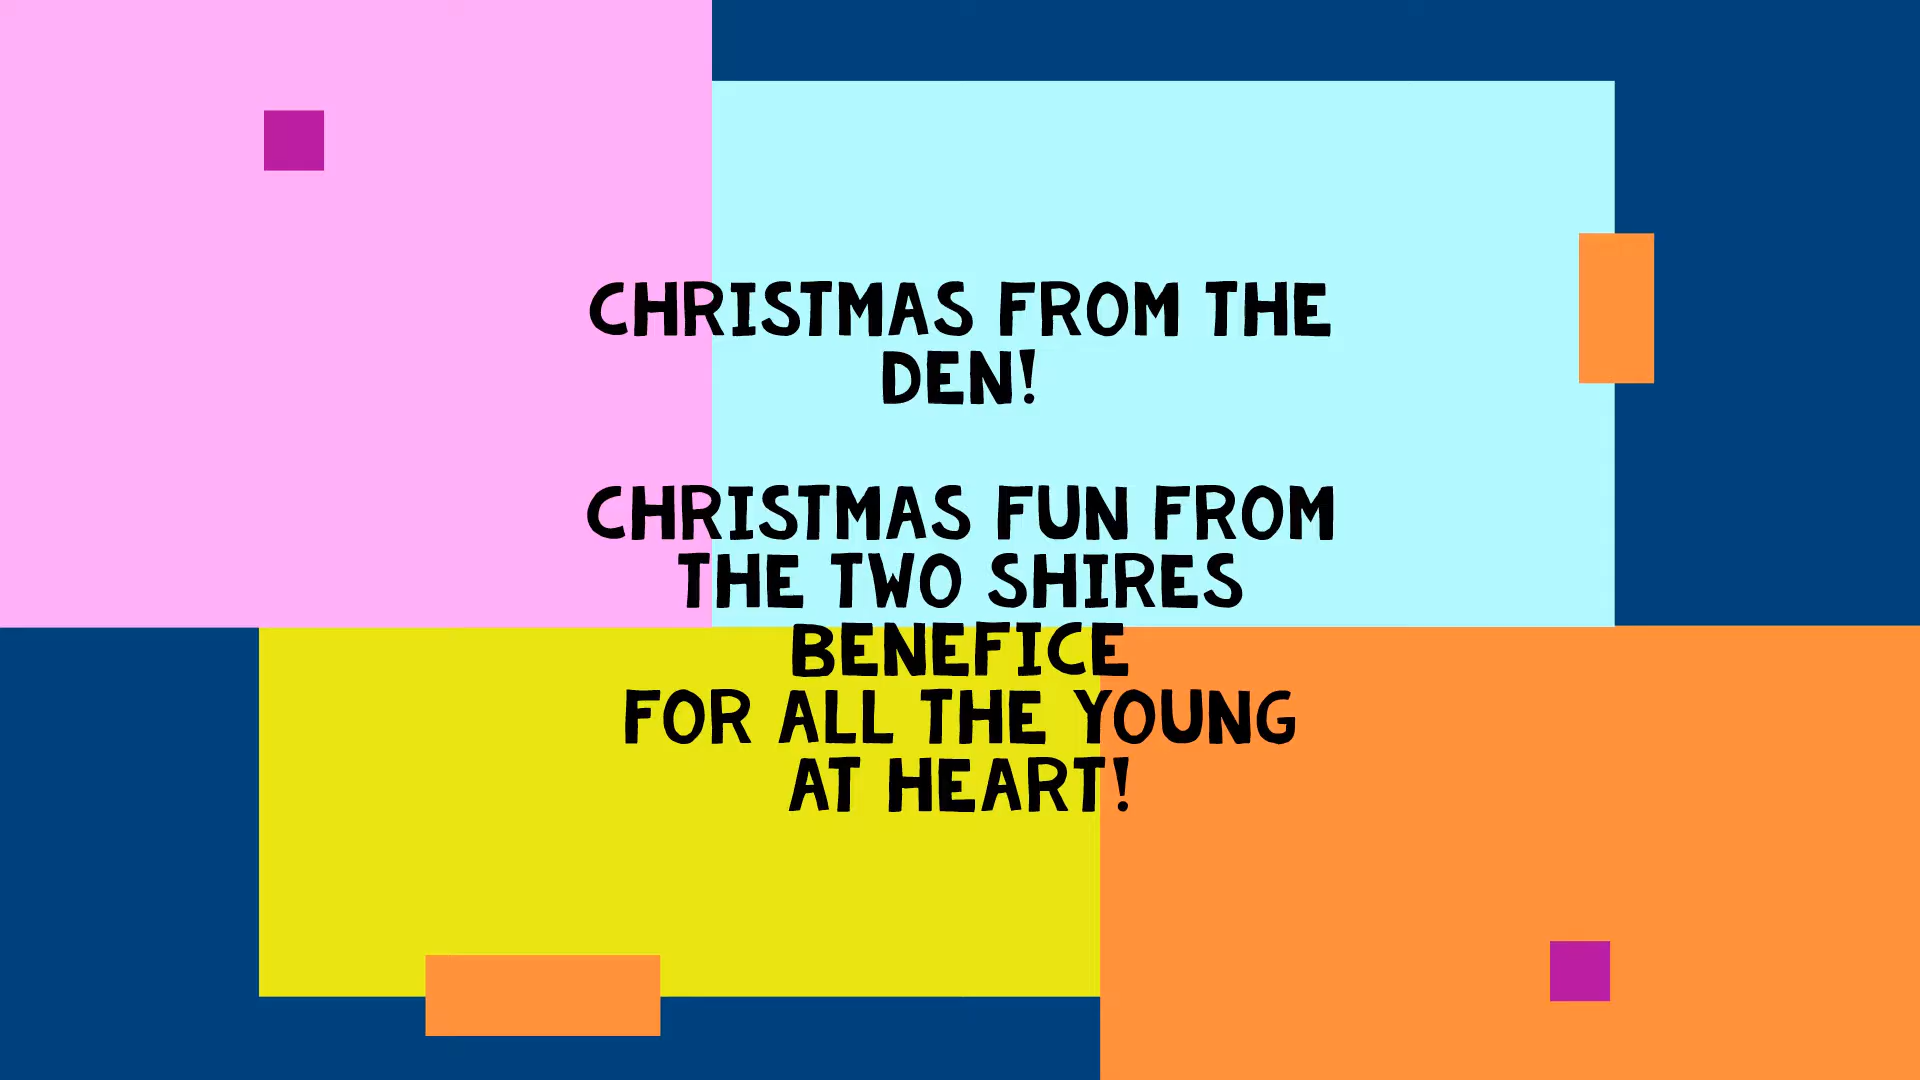 CHRISTMAS FROM THE
DEN!
CHRISTMAS FUN FROM
THE TWO SHIRES
BENEFICE
FOR ALL THE YOUNG
AT HEART!